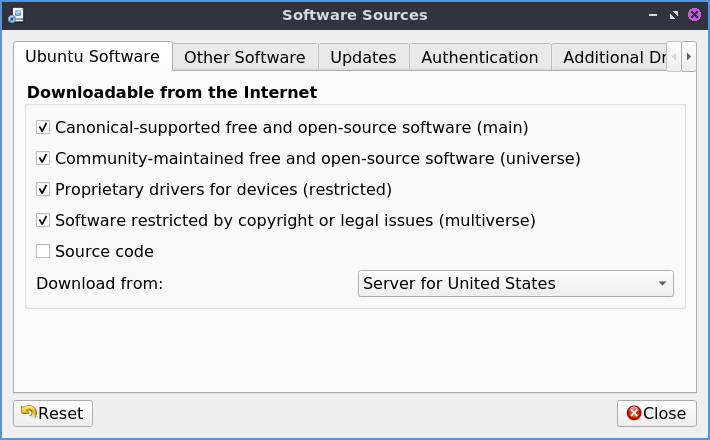 Software Sources
Ubuntu Software Other Software Updates Authentication Additional Dr
Downloadable from the Internet
Canonical-supported free and open-source software (main)
Community-maintained free and open-source software (universe)
Proprietary drivers for devices (restricted)
Software restricted by copyright or legal issues (multiverse)
Source code
Download from: Server for United States
Reset Close